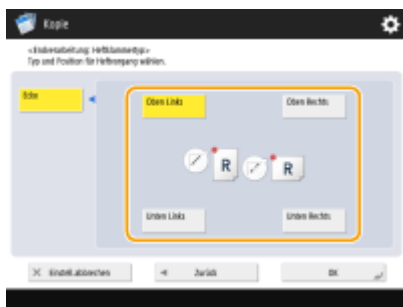 Kopie
<Endverarbeitung: Heftklammertyp>
Typ und Position für Heftvorgang wählen.
Ecke
Oben Links
Oben Rechts
R
R
Unten Links
Unten Rechts
Einstell. abbrechen
Zurück
OK